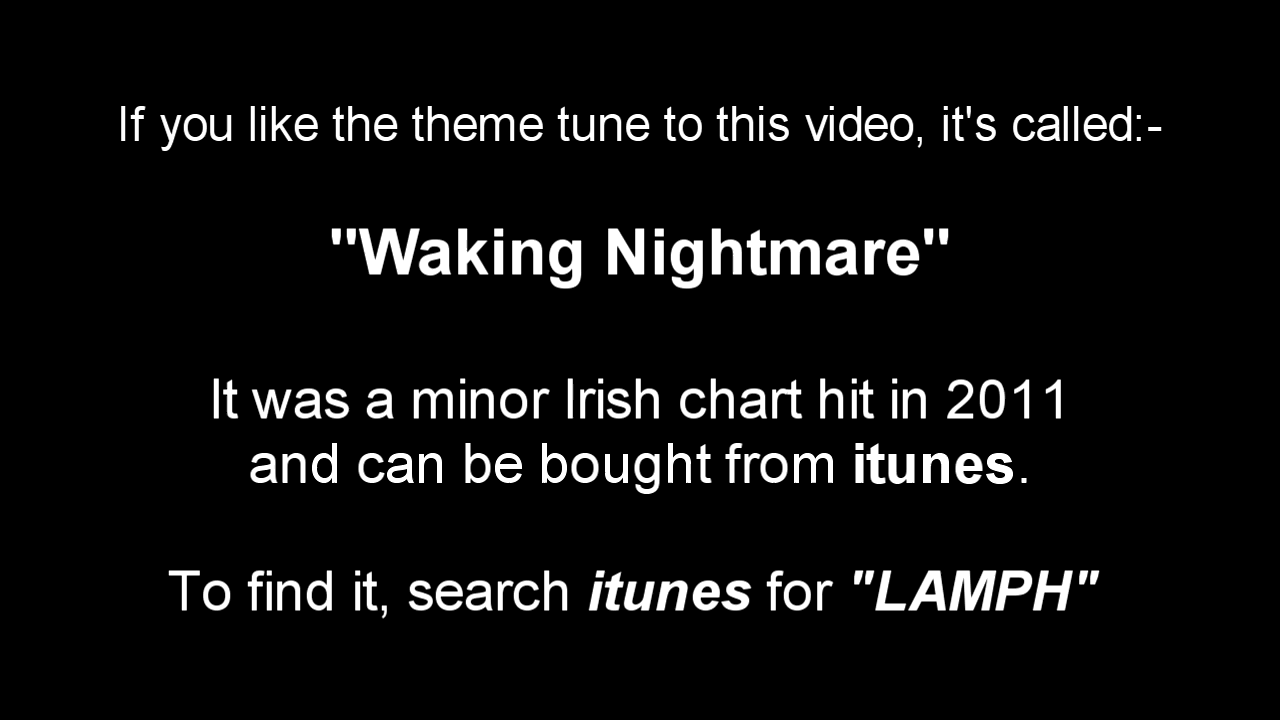 If you like the theme tune to this video, it's called:-
"Waking Nightmare"
It was a minor Irish chart hit in 2011
and can be bought from itunes.
To find it, search itunes for "LAMPH"